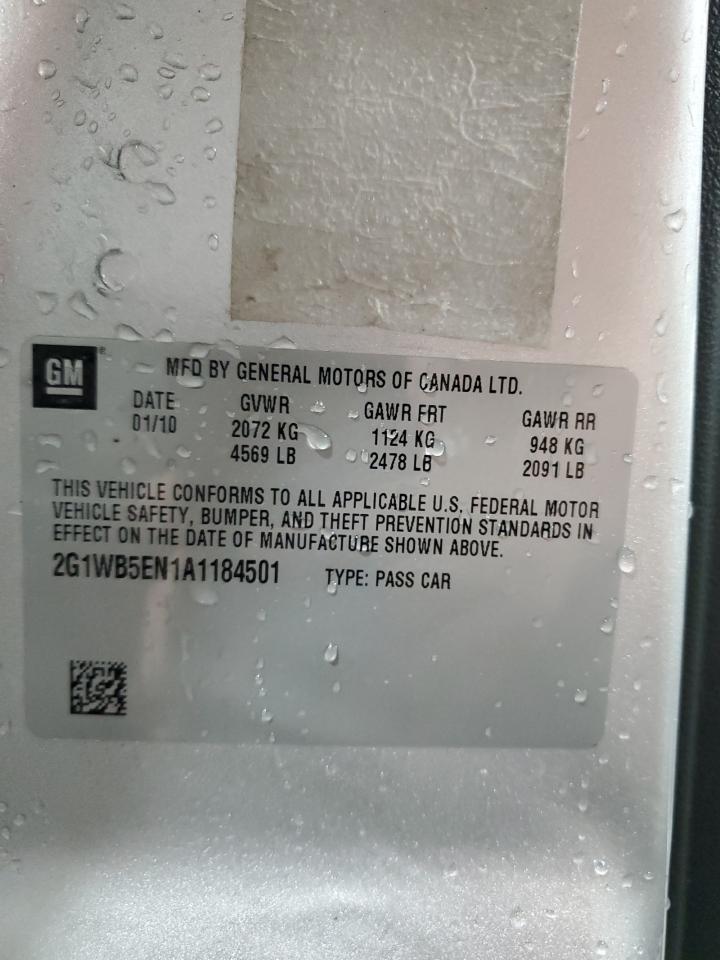 GM®
MFD BY GENERAL MOTORS OF CANADA LTD.
DATE GVWR GAWR FRT GAWR RR
01/10 2072 KG 1124 KG 948 KG
4569 LB 2478 LB 2091 LB
THIS VEHICLE CONFORMS TO ALL APPLICABLE U.S. FEDERAL MOTOR
VEHICLE SAFETY, BUMPER, AND THEFT PREVENTION STANDARDS IN
EFFECT ON THE DATE OF MANUFACTURE SHOWN ABOVE.
2G1WB5EN1A1184501 TYPE: PASS CAR